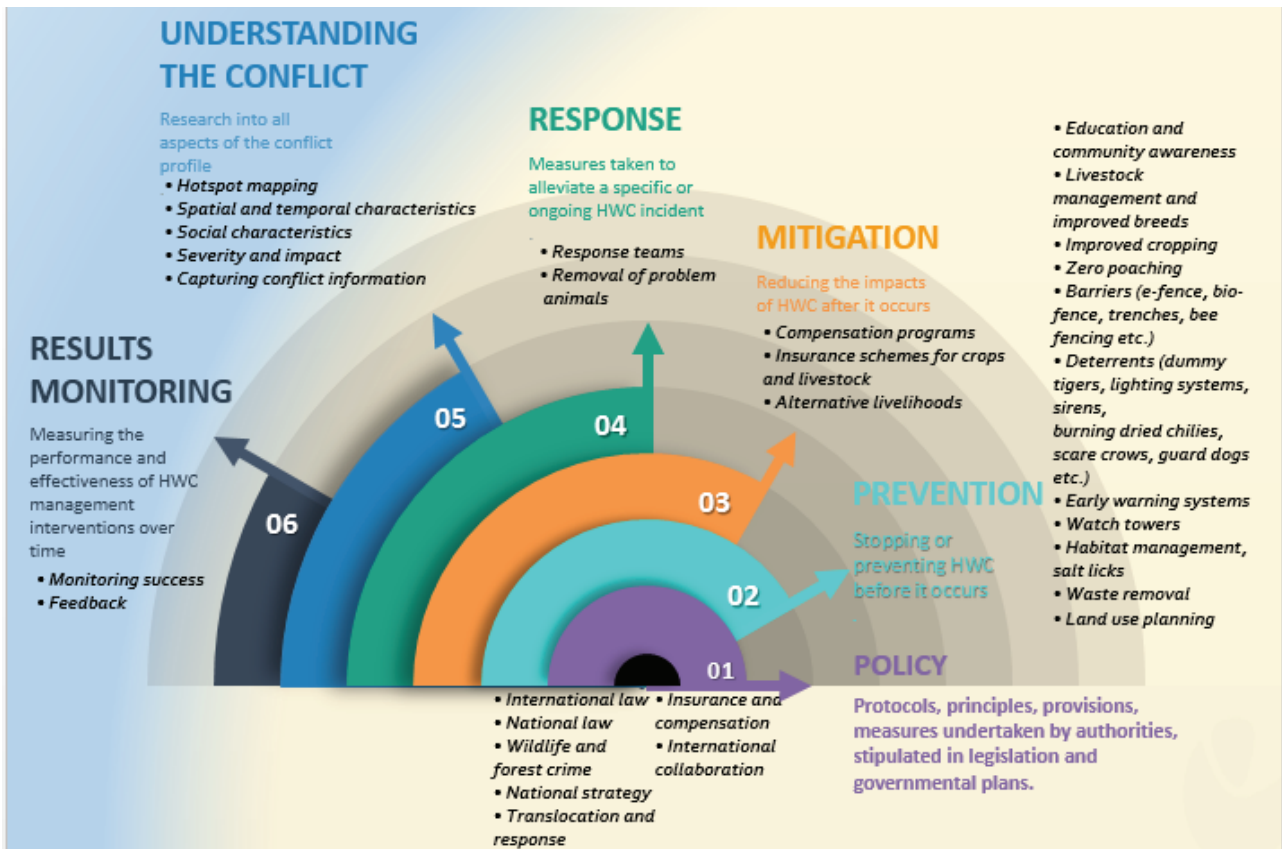 UNDERSTANDING
THE CONFLICT
Research into all
aspects of the conflict
profile
• Hotspot mapping
• Spatial and temporal characteristics
• Social characteristics
• Severity and impact
• Capturing conflict information
RESPONSE
Measures taken to
alleviate a specific or
ongoing HWC incident
• Response teams
• Removal of problem
animals
MITIGATION
Reducing the impacts
of HWC after it occurs
• Compensation programs
• Insurance schemes for crops
and livestock
• Alternative livelihoods
• Education and
community awareness
• Livestock
management and
improved breeds
• Improved cropping
• Zero poaching
• Barriers (e-fence, bio-
fence, trenches, bee
fencing etc.)
• Deterrents (dummy
tigers, lighting systems,
sirens,
burning dried chilies,
scare crows, guard dogs
etc.)
• Early warning systems
• Watch towers
• Habitat management,
salt licks
• Waste removal
• Land use planning
RESULTS
MONITORING
Measuring the
performance and
effectiveness of HWC
management
interventions over
time
• Monitoring success
• Feedback
06
05
04
03
02
01
PREVENTION
Stopping or
preventing HWC
before it occurs
POLICY
Protocols, principles, provisions,
measures undertaken by authorities,
stipulated in legislation and
governmental plans.
• International law
• National law
• Wildlife and
forest crime
• National strategy
• Translocation and
response
• Insurance and
compensation
• International
collaboration